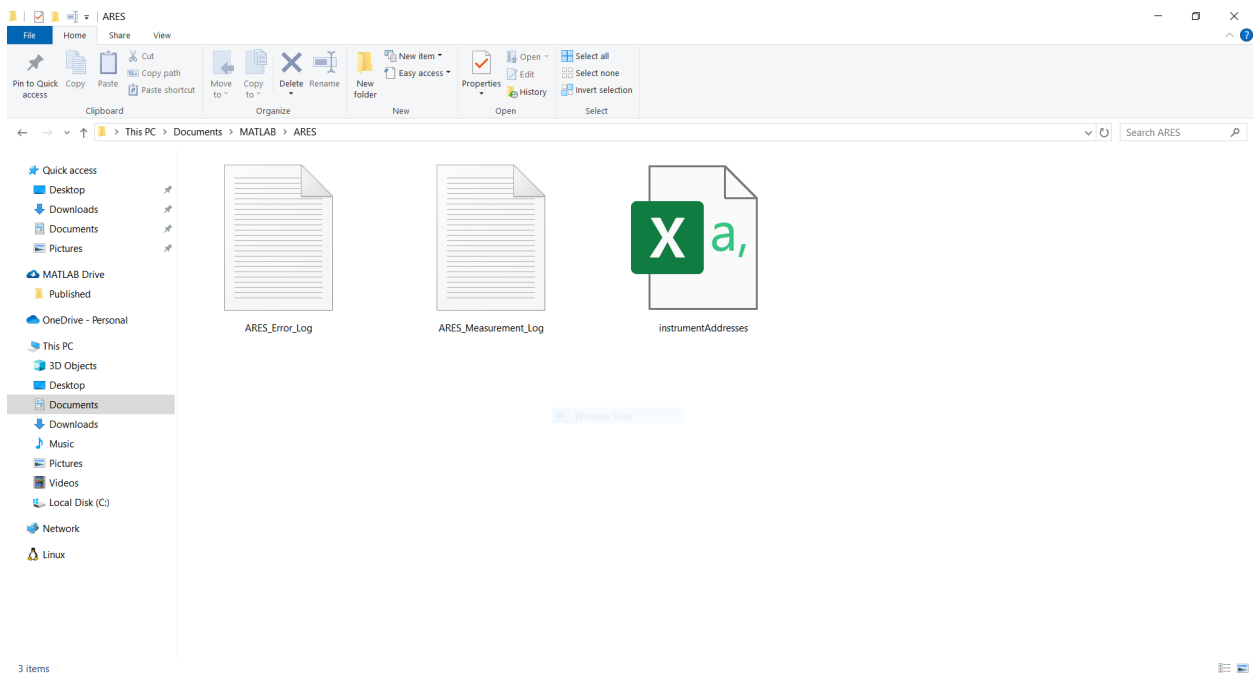 ARES
File Home Share View
Pin to Quick access
Copy
Paste
Cut
Copy path
Paste shortcut
Clipboard
Move to
Copy to
Delete
Rename
Organize
New folder
New item
Easy access
New
Properties
Open
Edit
History
Open
Select all
Select none
Invert selection
Select
This PC > Documents > MATLAB > ARES
Search ARES
Quick access
Desktop
Downloads
Documents
Pictures
MATLAB Drive
Published
OneDrive - Personal
This PC
3D Objects
Desktop
Documents
Downloads
Music
Pictures
Videos
Local Disk (C:)
Network
Linux
X a,
ARES_Error_Log
ARES_Measurement_Log
instrumentAddresses
Window Snip
3 items